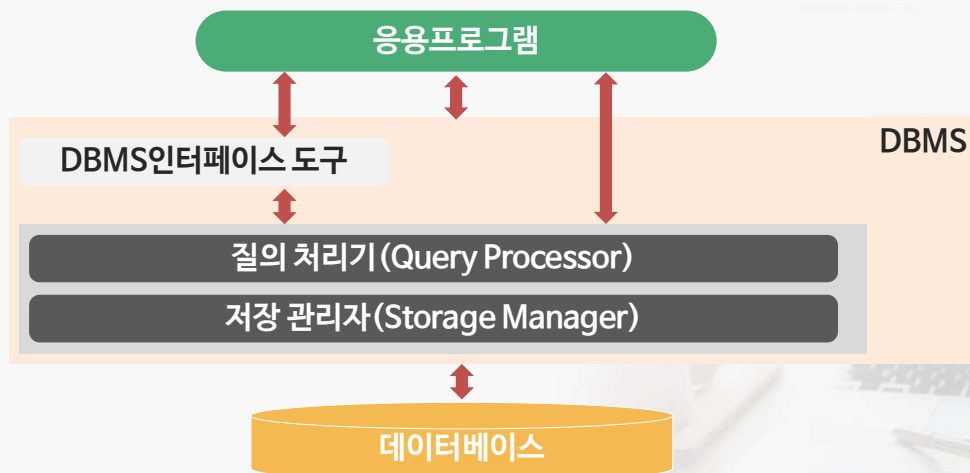 응용프로그램
DBMS
DBMS인터페이스 도구
질의 처리기(Query Processor)
저장 관리자(Storage Manager)
데이터베이스